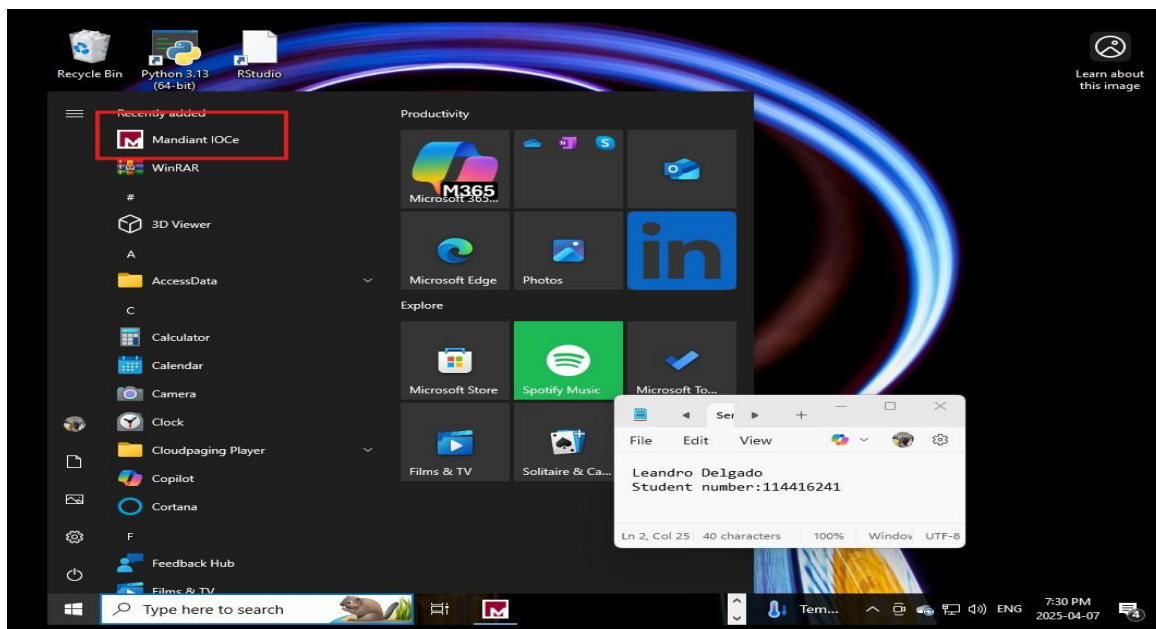 Recycle Bin
Python 3.13
(64-bit)
RStudio
Learn about
this image
Recently added
Mandiant IOCe
WinRAR
#
3D Viewer
A
AccessData
C
Calculator
Calendar
Camera
Clock
Cloudpaging Player
Copilot
Cortana
F
Feedback Hub
Films & TV
Productivity
M365
Microsoft 365...
Microsoft Edge
Photos
in
Explore
Microsoft Store
Spotify Music
Microsoft To...
Films & TV
Solitaire & Ca...
Ser
File Edit View
Leandro Delgado
Student number:114416241
Ln 2, Col 25 40 characters 100% Windov UTF-8
Type here to search
Tem...
ENG
7:30 PM
2025-04-07
4